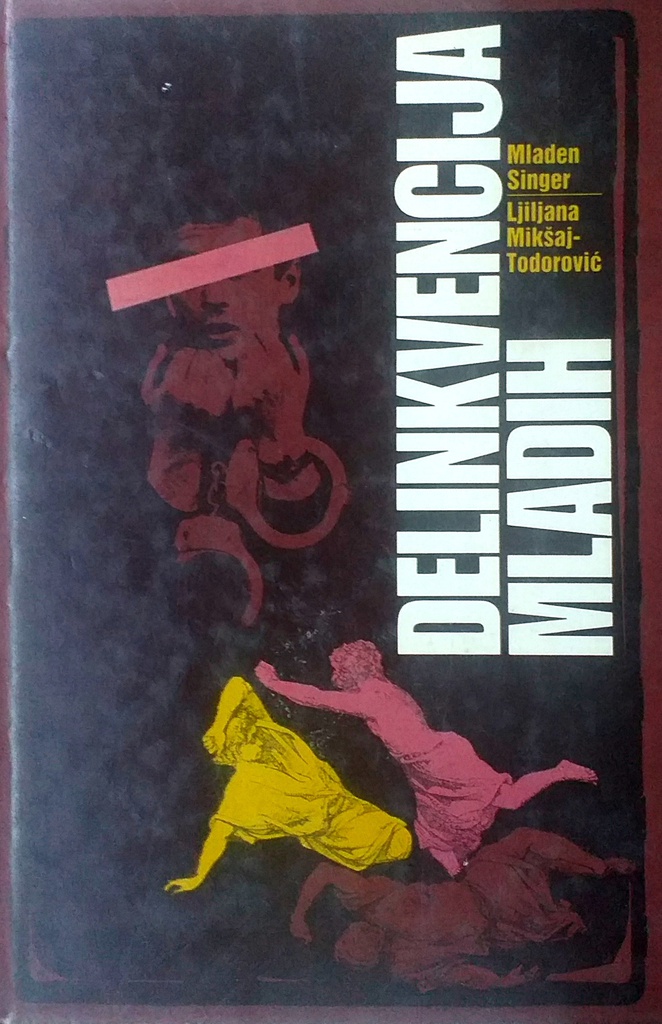 DELINKVENCIJA
MLADIH
Mladen
Singer
Ljiljana
Mikšaj-
Todorović